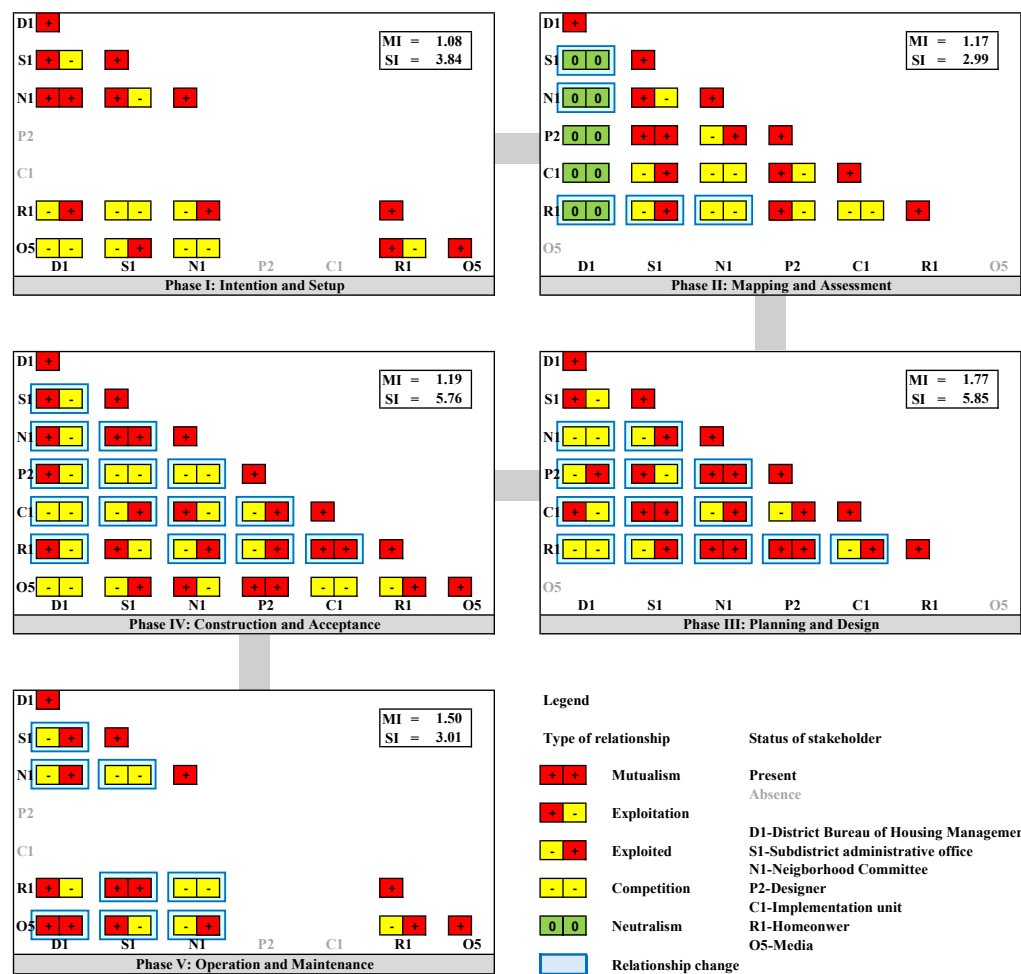 D1 +
MI = 1.08
SI = 3.84
S1 + - +
N1 + + + - +
P2
C1
R1 - + - - - + +
O5 - - - + - - + - +
D1 S1 N1 P2 C1 R1 O5
Phase I: Intention and Setup
D1 +
MI = 1.17
SI = 2.99
S1 0 0 +
N1 0 0 + - +
P2 0 0 + + - + +
C1 0 0 - + - - + - +
R1 0 0 - + - - + - - - +
O5
D1 S1 N1 P2 C1 R1 O5
Phase II: Mapping and Assessment
D1 +
MI = 1.19
SI = 5.76
S1 + - +
N1 + - + + +
P2 + - - - - - +
C1 - - - + + - - + +
R1 + - + - - + - + + + +
O5 - - - + + - + + - - - + +
D1 S1 N1 P2 C1 R1 O5
Phase IV: Construction and Acceptance
D1 +
MI = 1.77
SI = 5.85
S1 + - +
N1 - - - + +
P2 - + + - + + +
C1 + - + + - + - + +
R1 - - - + + + + + - + +
O5
D1 S1 N1 P2 C1 R1 O5
Phase III: Planning and Design
D1 +
MI = 1.50
SI = 3.01
S1 - + +
N1 - + - - +
P2
C1
R1 + - + + - - +
O5 + + + - - + - + +
D1 S1 N1 P2 C1 R1 O5
Phase V: Operation and Maintenance
Legend
Type of relationship
+ + Mutualism
+ - Exploitation
- + Exploited
- - Competition
0 0 Neutralism
Relationship change
Status of stakeholder
Present
Absence
D1-District Bureau of Housing Managemen
S1-Subdistrict administrative office
N1-Neigborhood Committee
P2-Designer
C1-Implementation unit
R1-Homeonwer
O5-Media